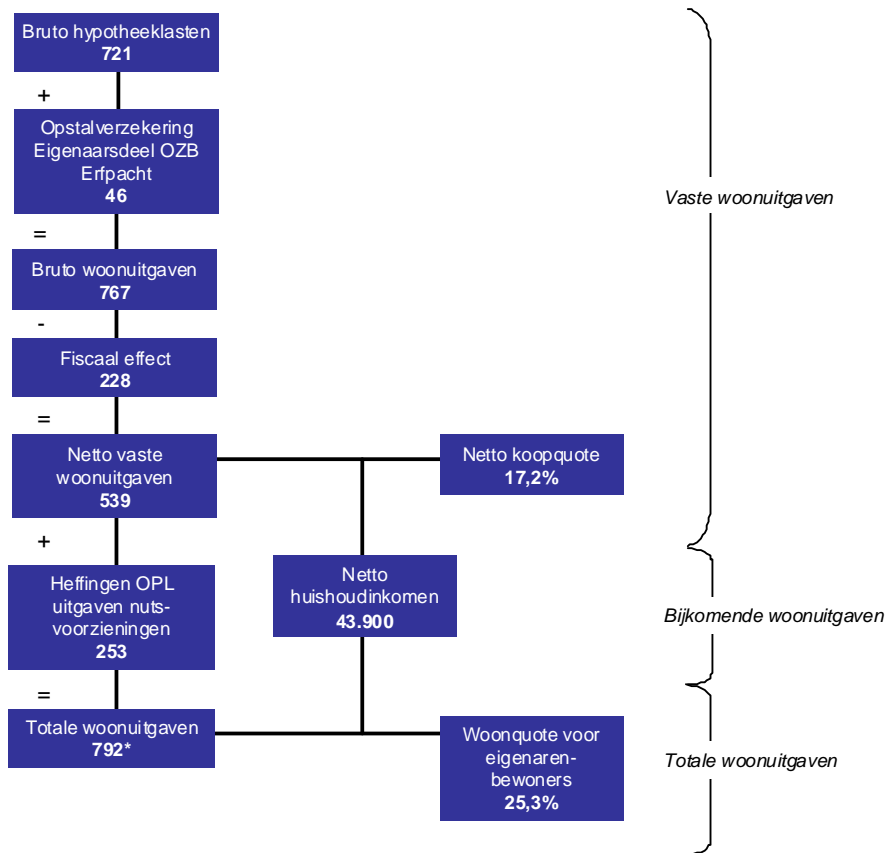 Bruto hypotheeklasten
721
+
Opstalverzekering
Eigenaarsdeel OZB
Erfpacht
46
=
Bruto woonuitgaven
767
-
Fiscaal effect
228
=
Netto vaste
woonuitgaven
539
Netto koopquote
17,2%
+
Heffingen OPL
uitgaven nuts-
voorzieningen
253
Netto
huishoudinkomen
43.900
=
Totale woonuitgaven
792*
Woonquote voor
eigenaren-
bewoners
25,3%
Vaste woonuitgaven
Bijkomende woonuitgaven
Totale woonuitgaven